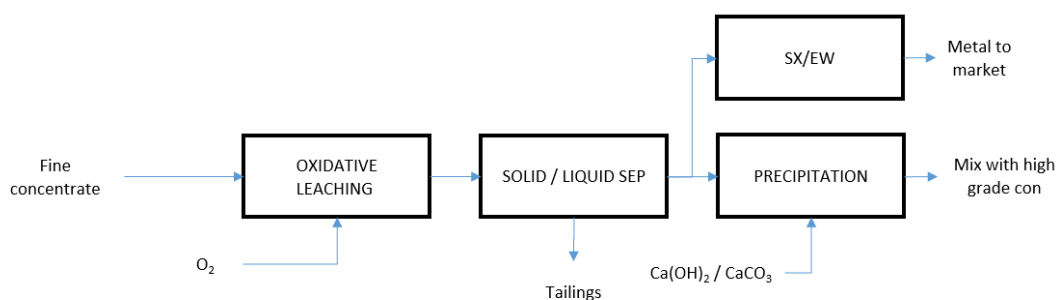 SX/EW
Metal to
market
Fine
concentrate
OXIDATIVE
LEACHING
SOLID / LIQUID SEP
PRECIPITATION
Mix with high
grade con
O₂
Tailings
Ca(OH)₂ / CaCO₃